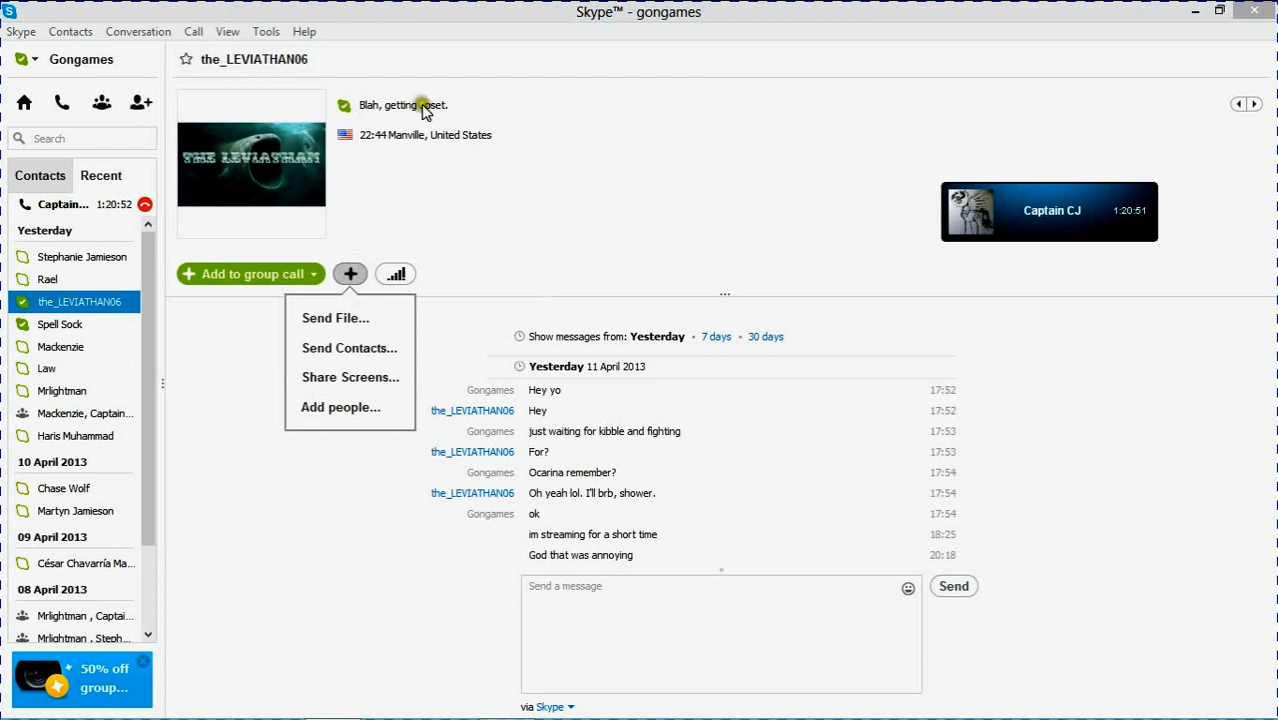 Skype™ - gongames
Skype Contacts Conversation Call View Tools Help
Gongames
the_LEVIATHAN06
Blah, getting
22:44 Manville, United States
THE LEVIATHAN
Search
Contacts Recent
Captain... 1:20:52
Captain CJ 1:20:51
Yesterday
Stephanie Jamieson
Rael
the_LEVIATHAN06
Spell Sock
Mackenzie
Law
Mrlightman
Mackenzie, Captain...
Haris Muhammad
10 April 2013
Chase Wolf
Martyn Jamieson
09 April 2013
César Chavarría Ma...
08 April 2013
Mrlightman , Captai...
Mrlightman , Steph...
50% off
group...
Add to group call
Send File...
Send Contacts...
Share Screens...
Add people...
Show messages from: Yesterday • 7 days • 30 days
Yesterday 11 April 2013
Gongames Hey yo 17:52
the_LEVIATHAN06 Hey 17:52
Gongames just waiting for kibble and fighting 17:53
the_LEVIATHAN06 For? 17:53
Gongames Ocarina remember? 17:54
the_LEVIATHAN06 Oh yeah lol. I'll brb, shower. 17:54
Gongames ok 17:54
im streaming for a short time 18:25
God that was annoying 20:18
Send a message
Send
via Skype